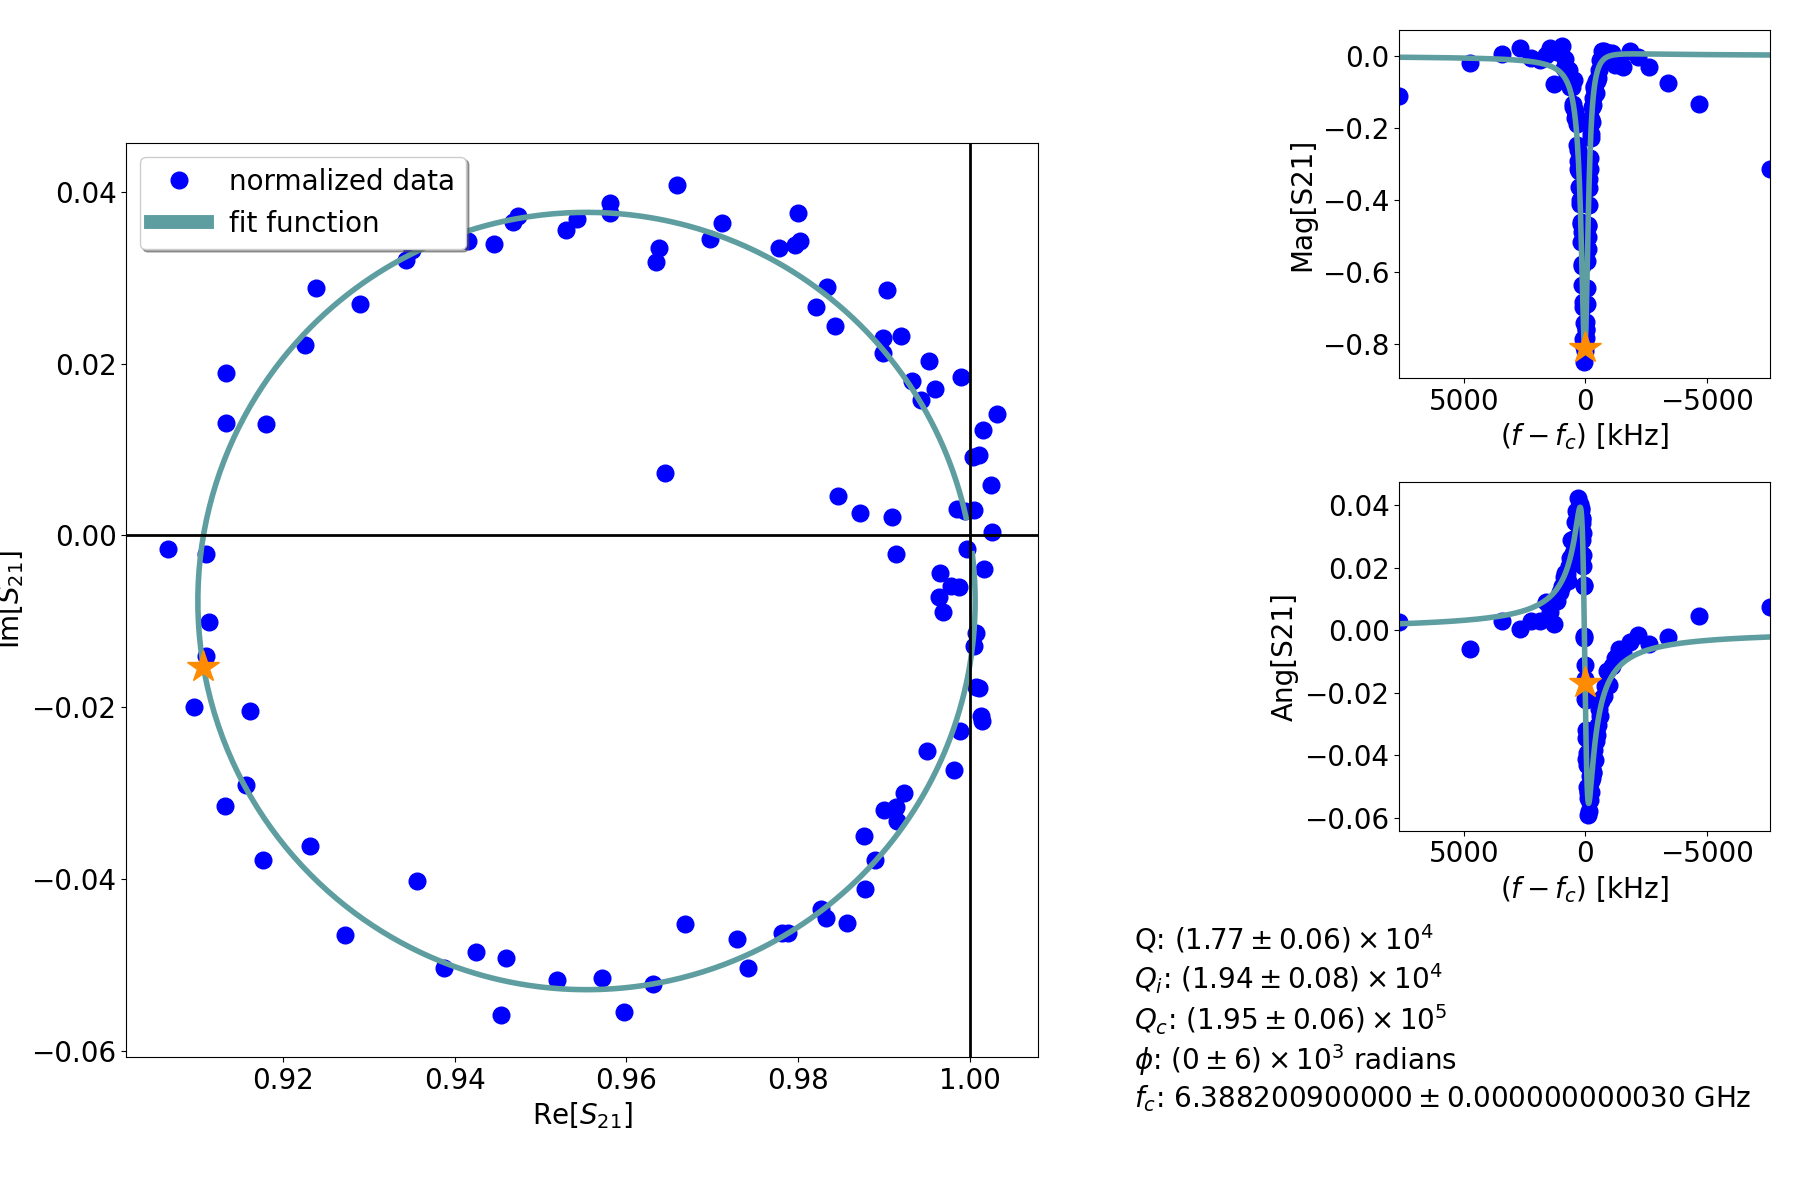 normalized data
fit function
0.04
0.02
0.00
−0.02
−0.04
−0.06
Im[S21]
0.92
0.94
0.96
0.98
1.00
Re[S21]
0.0
−0.2
−0.4
−0.6
−0.8
Mag[S21]
5000
0
−5000
(f − fc) [kHz]
0.04
0.02
0.00
−0.02
−0.04
−0.06
Ang[S21]
5000
0
−5000
(f − fc) [kHz]
Q: (1.77 ± 0.06) × 10^4
Qi: (1.94 ± 0.08) × 10^4
Qc: (1.95 ± 0.06) × 10^5
ϕ: (0 ± 6) × 10^3 radians
fc: 6.388200900000 ± 0.000000000030 GHz